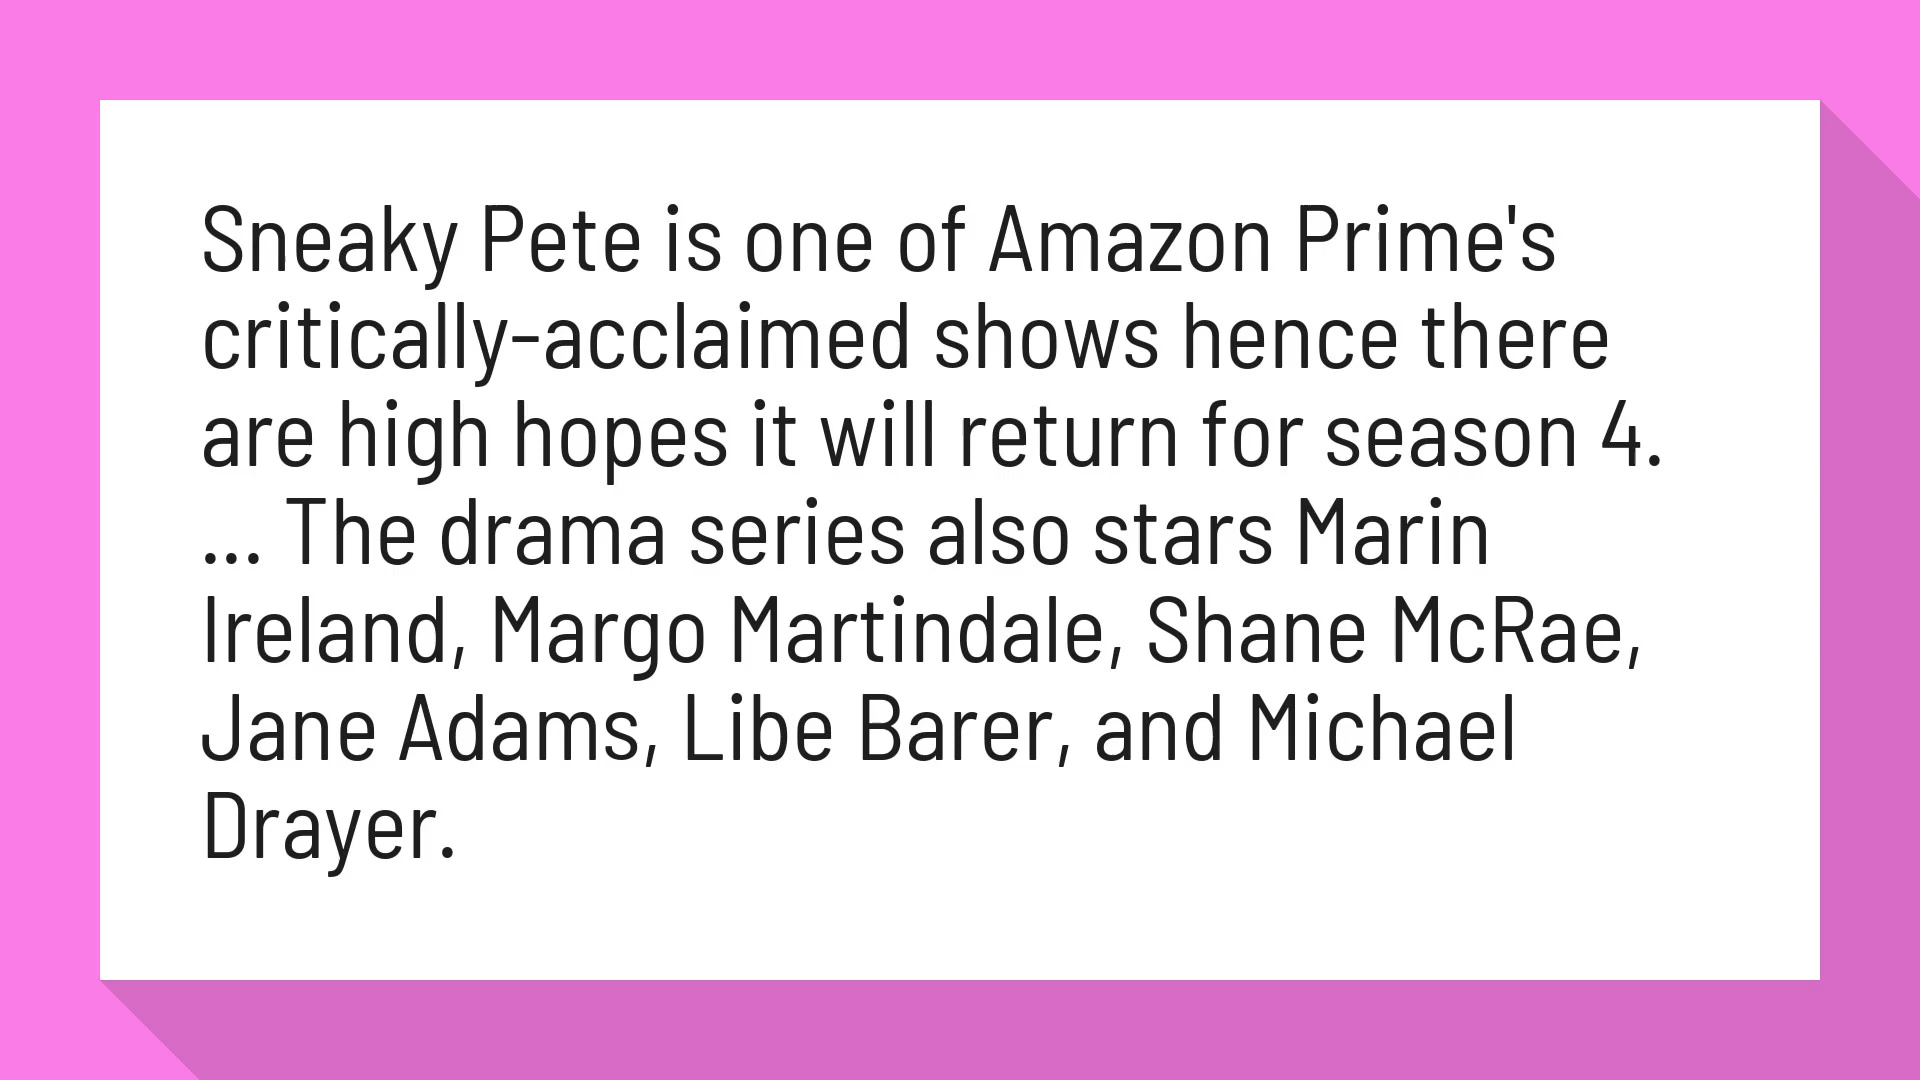 Sneaky Pete is one of Amazon Prime's
critically-acclaimed shows hence there
are high hopes it will return for season 4.
... The drama series also stars Marin
Ireland, Margo Martindale, Shane McRae,
Jane Adams, Libe Barer, and Michael
Drayer.